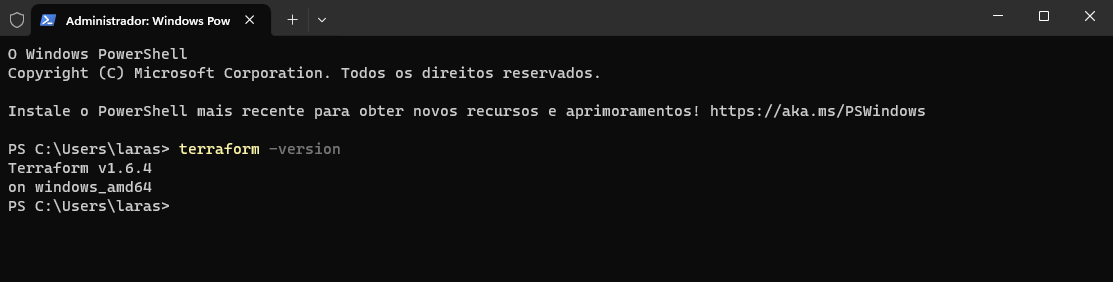 Administrador: Windows Pow
O Windows PowerShell
Copyright (C) Microsoft Corporation. Todos os direitos reservados.
Instale o PowerShell mais recente para obter novos recursos e aprimoramentos! https://aka.ms/PSWindows
PS C:\Users\laras> terraform -version
Terraform v1.6.4
on windows_amd64
PS C:\Users\laras>